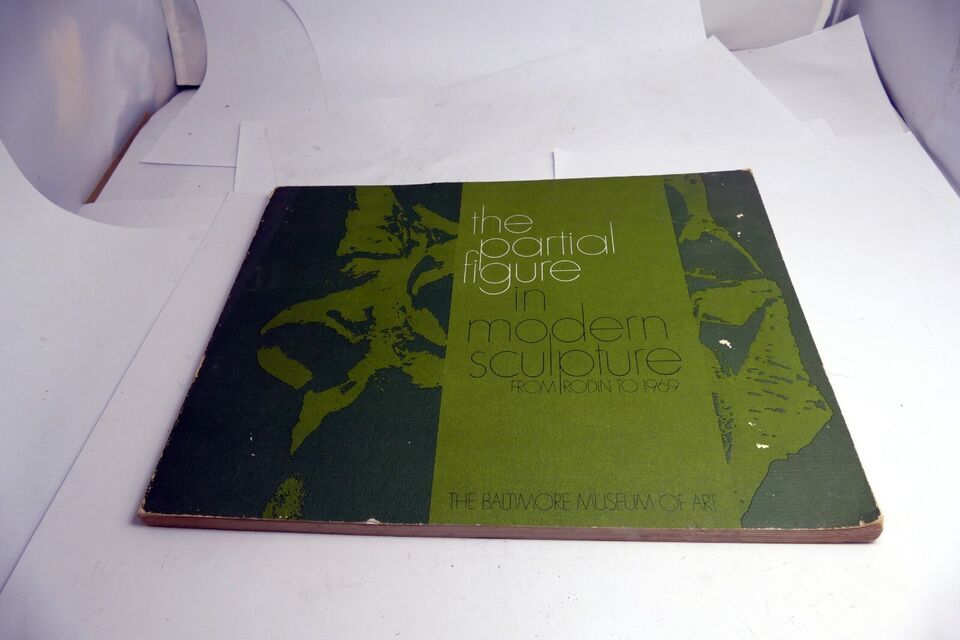 the
partial
figure
in
modern
sculpture
FROM RODIN TO 1969
THE BALTIMORE MUSEUM OF ART